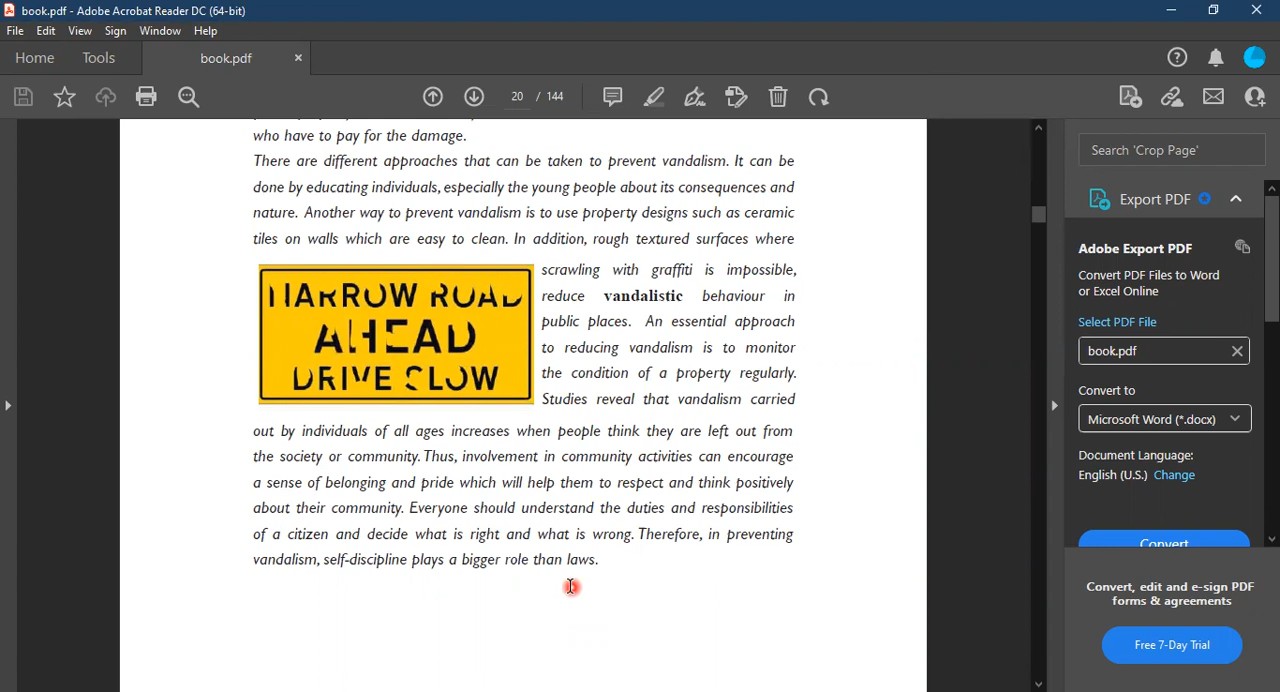 book.pdf - Adobe Acrobat Reader DC (64-bit)
File Edit View Sign Window Help
Home Tools book.pdf
20 / 144
who have to pay for the damage.
There are different approaches that can be taken to prevent vandalism. It can be
done by educating individuals, especially the young people about its consequences and
nature. Another way to prevent vandalism is to use property designs such as ceramic
tiles on walls which are easy to clean. In addition, rough textured surfaces where
scrawling with graffiti is impossible,
reduce vandalistic behaviour in
public places. An essential approach
to reducing vandalism is to monitor
the condition of a property regularly.
Studies reveal that vandalism carried
NARROW ROAD
AHEAD
DRIVE SLOW
out by individuals of all ages increases when people think they are left out from
the society or community. Thus, involvement in community activities can encourage
a sense of belonging and pride which will help them to respect and think positively
about their community. Everyone should understand the duties and responsibilities
of a citizen and decide what is right and what is wrong. Therefore, in preventing
vandalism, self-discipline plays a bigger role than laws.
Search 'Crop Page'
Export PDF
Adobe Export PDF
Convert PDF Files to Word
or Excel Online
Select PDF File
book.pdf
Convert to
Microsoft Word (*.docx)
Document Language:
English (U.S.) Change
Convert
Convert, edit and e-sign PDF
forms & agreements
Free 7-Day Trial